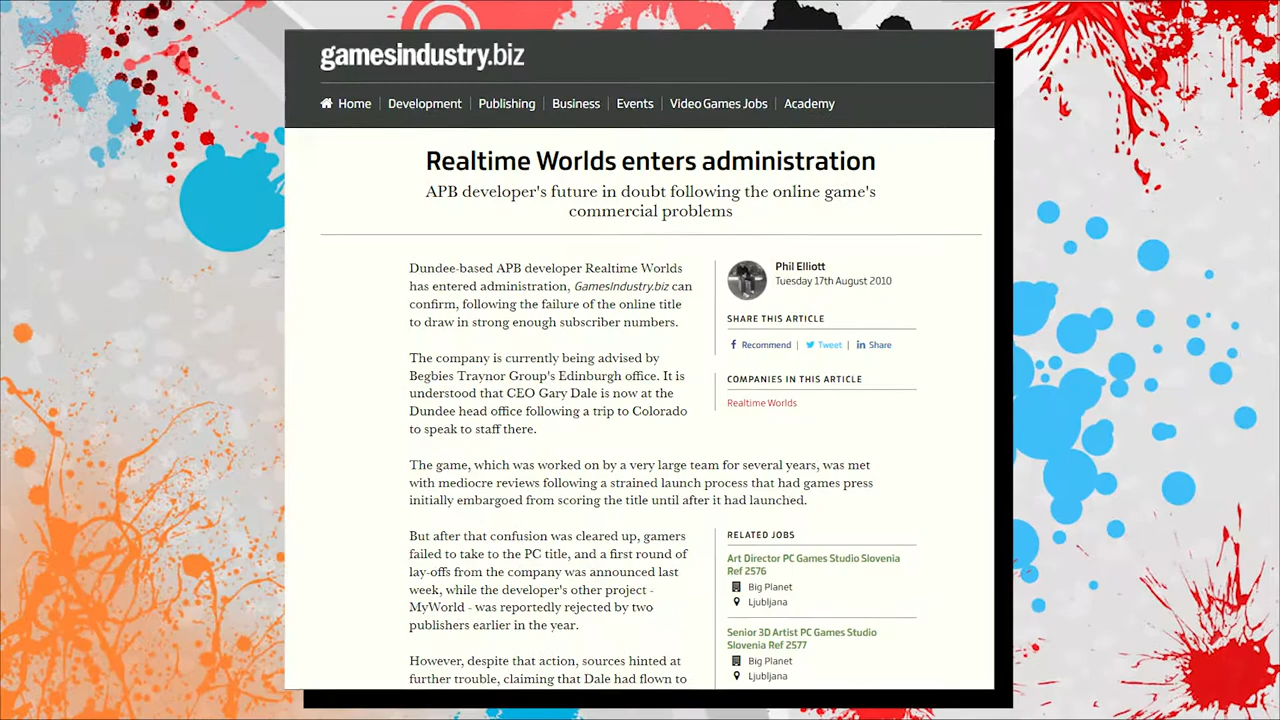 gamesindustry.biz
Home
Development
Publishing
Business
Events
Video Games Jobs
Academy
Realtime Worlds enters administration
APB developer's future in doubt following the online game's
commercial problems
Dundee-based APB developer Realtime Worlds
has entered administration, GamesIndustry.biz can
confirm, following the failure of the online title
to draw in strong enough subscriber numbers.
The company is currently being advised by
Begbies Traynor Group's Edinburgh office. It is
understood that CEO Gary Dale is now at the
Dundee head office following a trip to Colorado
to speak to staff there.
Phil Elliott
Tuesday 17th August 2010
SHARE THIS ARTICLE
Recommend
Tweet
Share
COMPANIES IN THIS ARTICLE
Realtime Worlds
The game, which was worked on by a very large team for several years, was met
with mediocre reviews following a strained launch process that had games press
initially embargoed from scoring the title until after it had launched.
But after that confusion was cleared up, gamers
failed to take to the PC title, and a first round of
lay-offs from the company was announced last
week, while the developer's other project -
MyWorld - was reportedly rejected by two
publishers earlier in the year.
However, despite that action, sources hinted at
further trouble, claiming that Dale had flown to
RELATED JOBS
Art Director PC Games Studio Slovenia
Ref 2576
Big Planet
Ljubljana
Senior 3D Artist PC Games Studio
Slovenia Ref 2577
Big Planet
Ljubljana